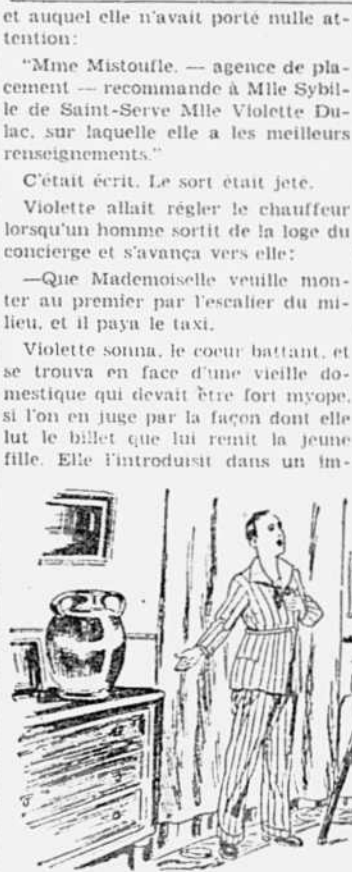 et auquel elle n'avait porté nulle at-
tention:
"Mme Mistoufle. — agence de pla-
cement — recommande à Mlle Sybil-
le de Saint-Serve Mlle Violette Du-
lac, sur laquelle elle a les meilleurs
renseignements."
C'était écrit. Le sort était jeté.
Violette allait régler le chauffeur
lorsqu'un homme sortit de la loge du
concierge et s'avança vers elle:
—Que Mademoiselle veuille mon-
ter au premier par l'escalier du mi-
lieu, et il paya le taxi.
Violette sonna, le coeur battant, et
se trouva en face d'une vieille do-
mestique qui devait être fort myope,
si l'on en juge par la façon dont elle
lut le billet que lui remit la jeune
fille. Elle l'introduisit dans un im-